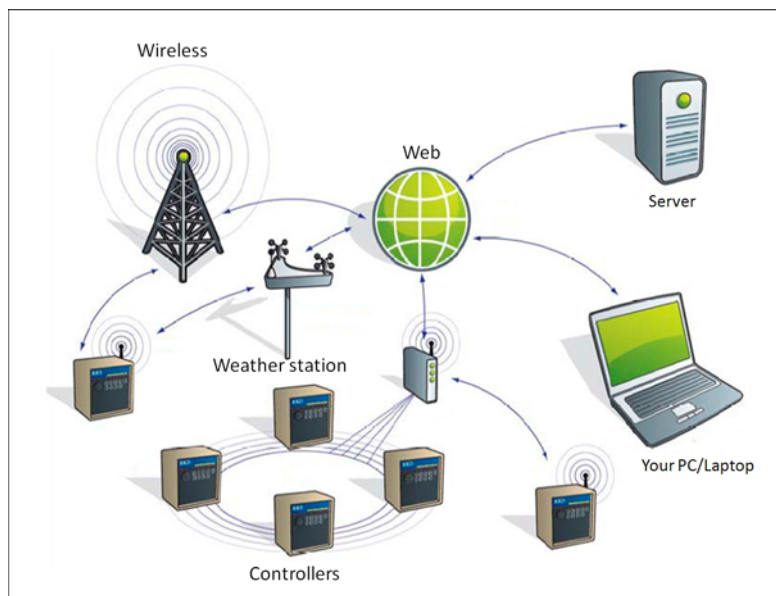 Wireless
Web
Server
Weather station
Your PC/Laptop
Controllers